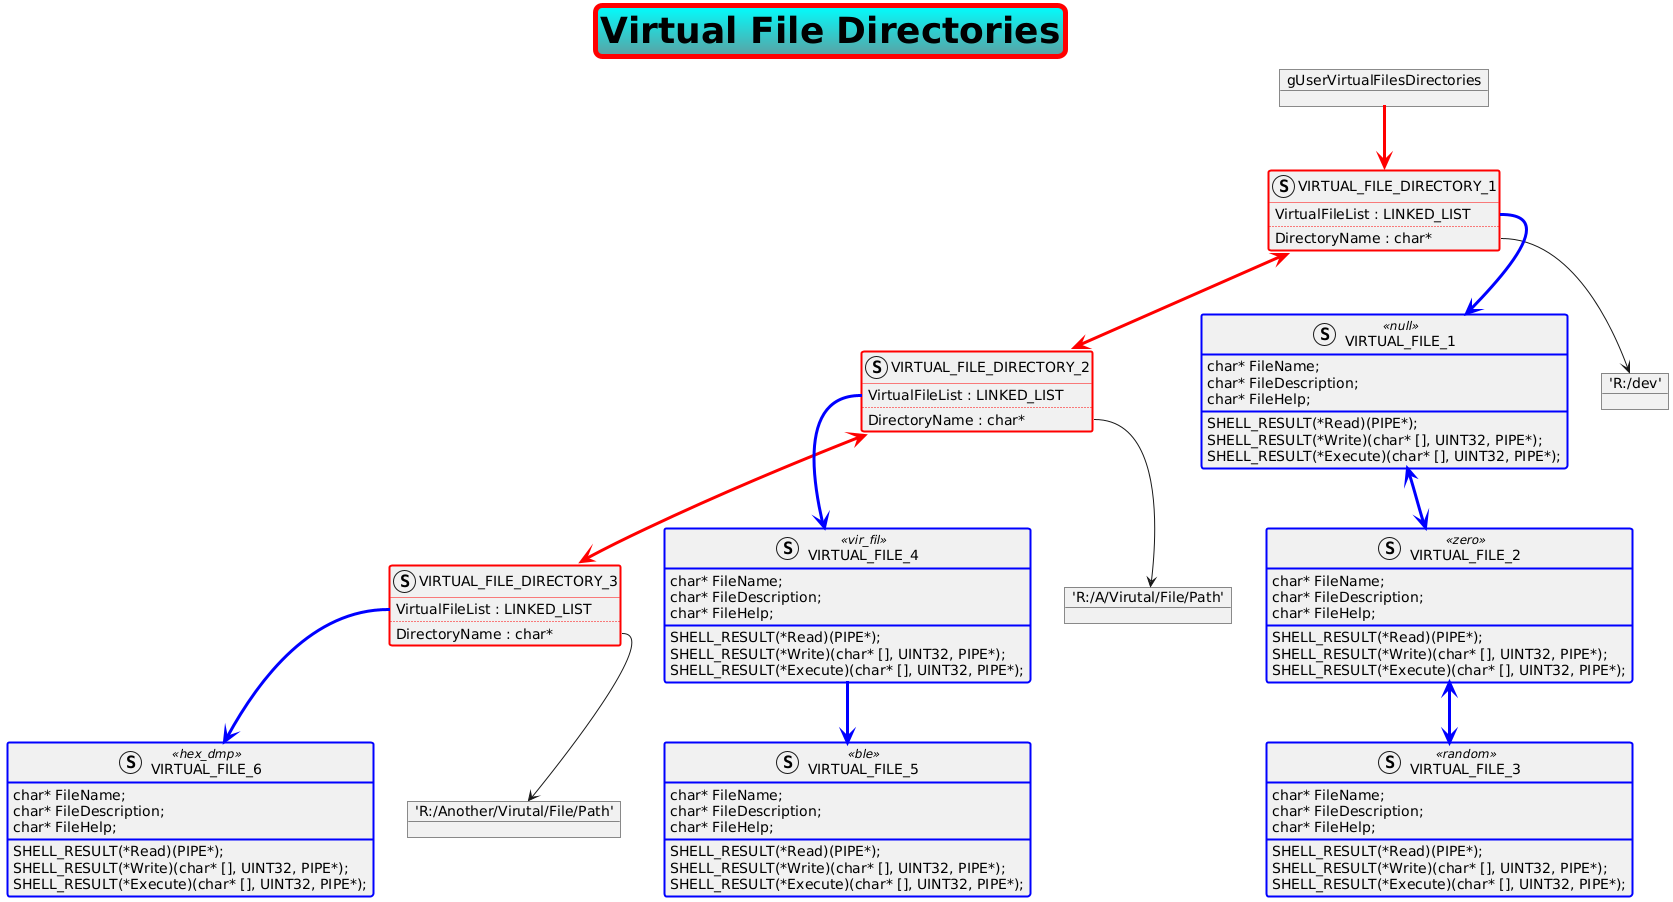 Virtual File Directories
gUserVirtualFilesDirectories
S VIRTUAL_FILE_DIRECTORY_1
VirtualFileList : LINKED_LIST
DirectoryName : char*
S «null»
VIRTUAL_FILE_1
char* FileName;
char* FileDescription;
char* FileHelp;
SHELL_RESULT(*Read)(PIPE*);
SHELL_RESULT(*Write)(char* [], UINT32, PIPE*);
SHELL_RESULT(*Execute)(char* [], UINT32, PIPE*);
'R:/dev'
S VIRTUAL_FILE_DIRECTORY_2
VirtualFileList : LINKED_LIST
DirectoryName : char*
S VIRTUAL_FILE_DIRECTORY_3
VirtualFileList : LINKED_LIST
DirectoryName : char*
S «vir_fil»
VIRTUAL_FILE_4
char* FileName;
char* FileDescription;
char* FileHelp;
SHELL_RESULT(*Read)(PIPE*);
SHELL_RESULT(*Write)(char* [], UINT32, PIPE*);
SHELL_RESULT(*Execute)(char* [], UINT32, PIPE*);
'R:/A/Virutal/File/Path'
S «zero»
VIRTUAL_FILE_2
char* FileName;
char* FileDescription;
char* FileHelp;
SHELL_RESULT(*Read)(PIPE*);
SHELL_RESULT(*Write)(char* [], UINT32, PIPE*);
SHELL_RESULT(*Execute)(char* [], UINT32, PIPE*);
S «hex_dmp»
VIRTUAL_FILE_6
char* FileName;
char* FileDescription;
char* FileHelp;
SHELL_RESULT(*Read)(PIPE*);
SHELL_RESULT(*Write)(char* [], UINT32, PIPE*);
SHELL_RESULT(*Execute)(char* [], UINT32, PIPE*);
'R:/Another/Virutal/File/Path'
S «ble»
VIRTUAL_FILE_5
char* FileName;
char* FileDescription;
char* FileHelp;
SHELL_RESULT(*Read)(PIPE*);
SHELL_RESULT(*Write)(char* [], UINT32, PIPE*);
SHELL_RESULT(*Execute)(char* [], UINT32, PIPE*);
S «random»
VIRTUAL_FILE_3
char* FileName;
char* FileDescription;
char* FileHelp;
SHELL_RESULT(*Read)(PIPE*);
SHELL_RESULT(*Write)(char* [], UINT32, PIPE*);
SHELL_RESULT(*Execute)(char* [], UINT32, PIPE*);